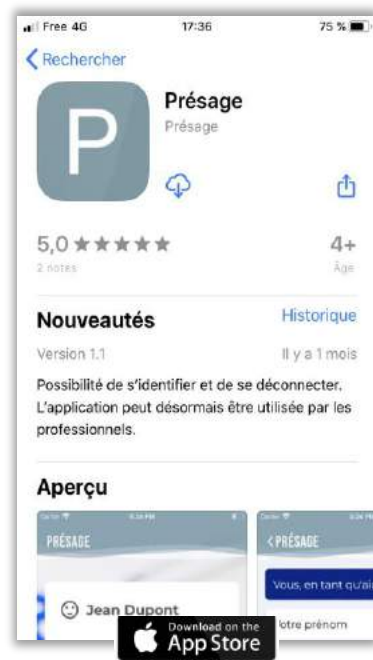 Free 4G 17:36 75 %
Rechercher
P
Présage
Présage
5,0 ★★★★★ 4+
2 notes Âge
Nouveautés Historique
Version 1.1 Il y a 1 mois
Possibilité de s'identifier et de se déconnecter.
L'application peut désormais être utilisée par les
professionnels.
Aperçu
PRÉSAGE
< PRÉSAGE
Vous, en tant qu'ai
Jean Dupont
otre prénom
Download on the
App Store